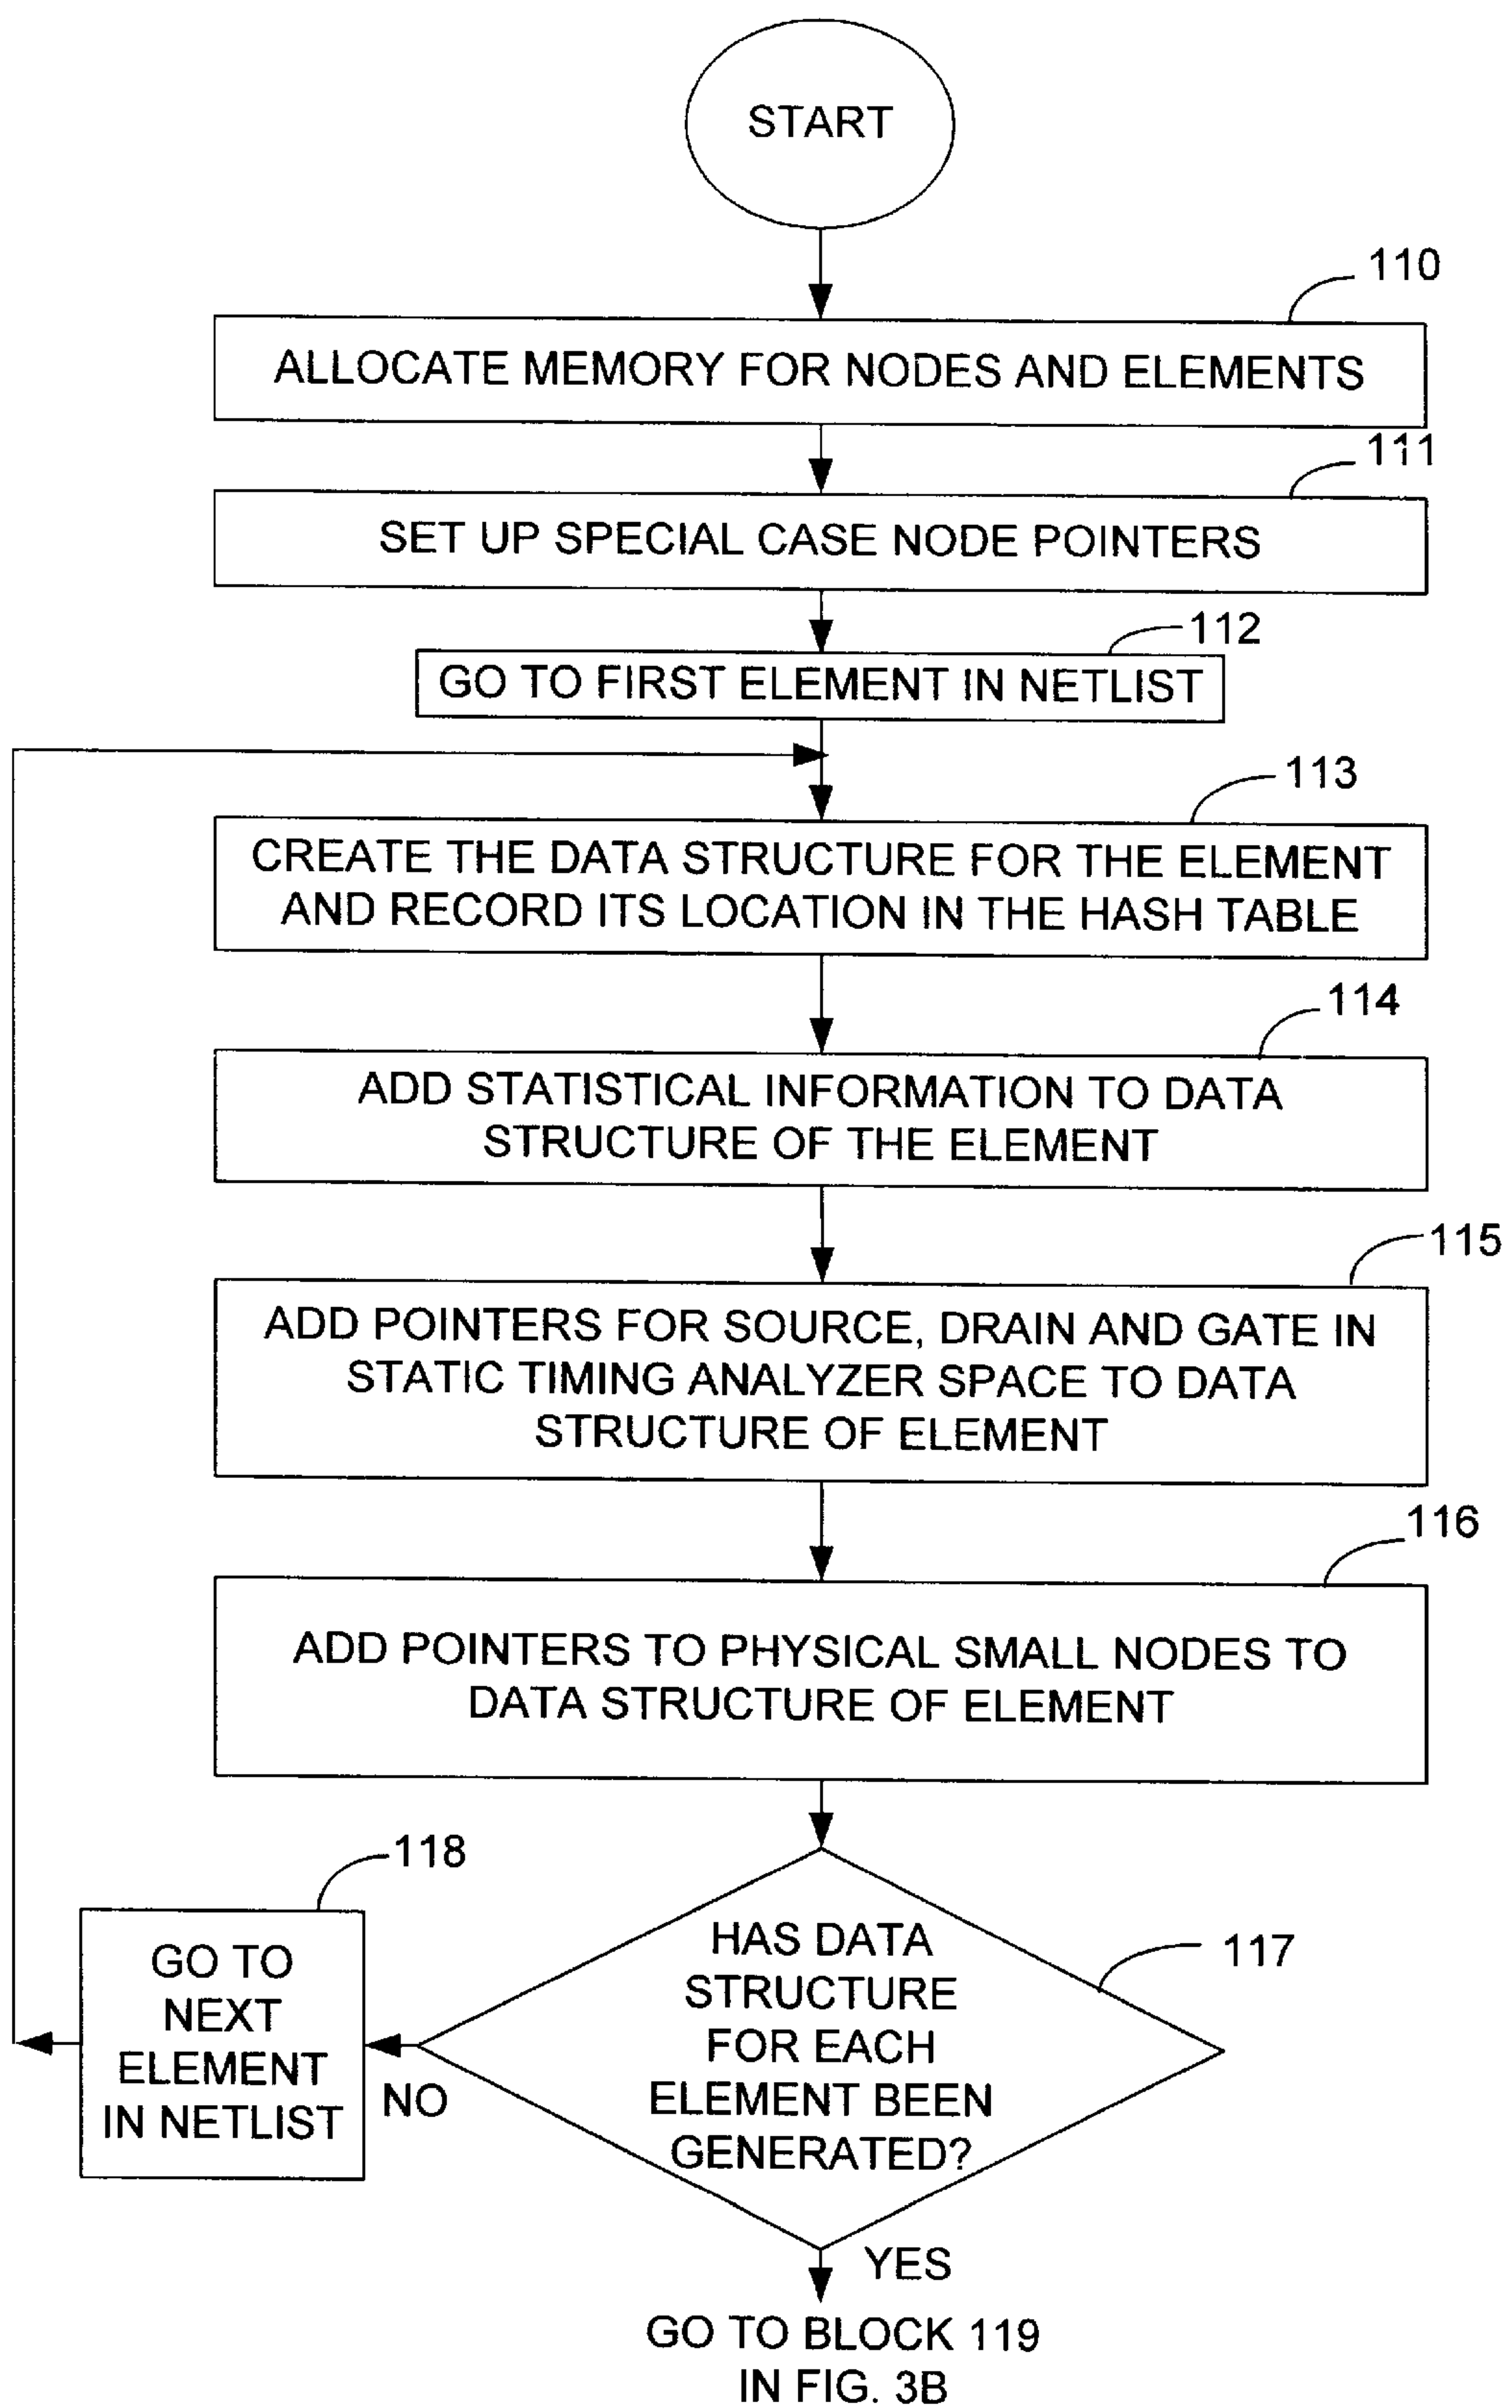 START
110
ALLOCATE MEMORY FOR NODES AND ELEMENTS
111
SET UP SPECIAL CASE NODE POINTERS
112
GO TO FIRST ELEMENT IN NETLIST
113
CREATE THE DATA STRUCTURE FOR THE ELEMENT
AND RECORD ITS LOCATION IN THE HASH TABLE
114
ADD STATISTICAL INFORMATION TO DATA
STRUCTURE OF THE ELEMENT
115
ADD POINTERS FOR SOURCE, DRAIN AND GATE IN
STATIC TIMING ANALYZER SPACE TO DATA
STRUCTURE OF ELEMENT
116
ADD POINTERS TO PHYSICAL SMALL NODES TO
DATA STRUCTURE OF ELEMENT
118
GO TO
NEXT
ELEMENT
IN NETLIST
NO
117
HAS DATA
STRUCTURE
FOR EACH
ELEMENT BEEN
GENERATED?
YES
GO TO BLOCK 119
IN FIG. 3B